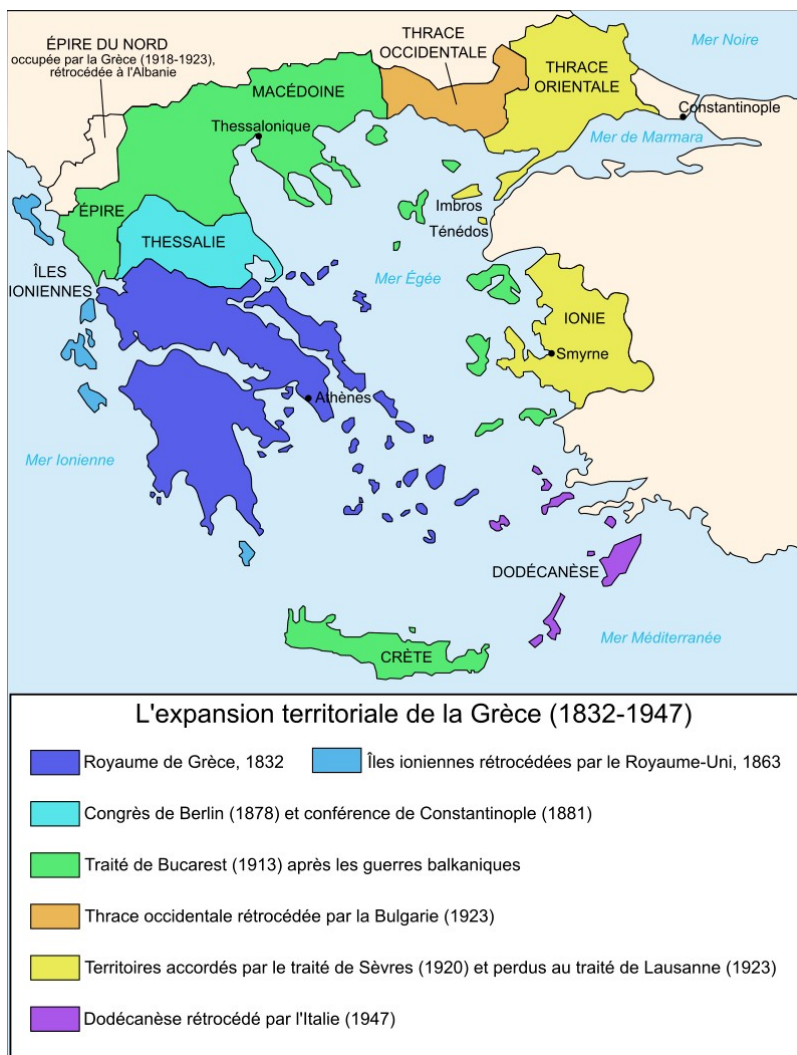 ÉPIRE DU NORD
occupée par la Grèce (1918-1923),
rétrocédée à l'Albanie
THRACE
OCCIDENTALE
Mer Noire
THRACE
ORIENTALE
MACÉDOINE
Constantinople
Thessalonique
Mer de Marmara
ÉPIRE
Imbros
Ténédos
THESSALIE
ÎLES
IONIENNES
Mer Égée
IONIE
Smyrne
Athènes
Mer Ionienne
DODÉCANÈSE
Mer Méditerranée
CRÈTE
L'expansion territoriale de la Grèce (1832-1947)
Royaume de Grèce, 1832
Îles ioniennes rétrocédées par le Royaume-Uni, 1863
Congrès de Berlin (1878) et conférence de Constantinople (1881)
Traité de Bucarest (1913) après les guerres balkaniques
Thrace occidentale rétrocédée par la Bulgarie (1923)
Territoires accordés par le traité de Sèvres (1920) et perdus au traité de Lausanne (1923)
Dodécanèse rétrocédé par l'Italie (1947)